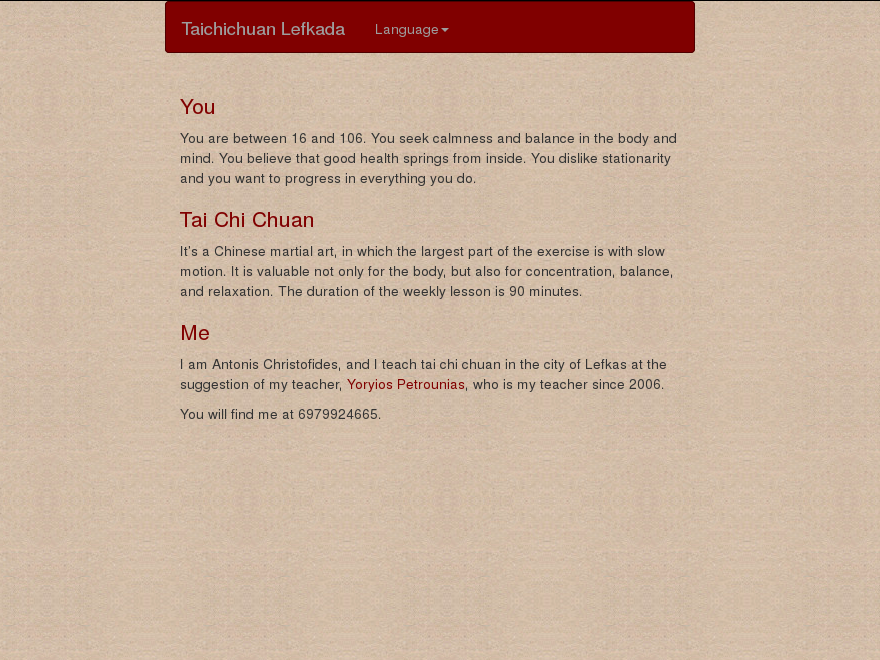 Taichichuan Lefkada Language
You
You are between 16 and 106. You seek calmness and balance in the body and
mind. You believe that good health springs from inside. You dislike stationarity
and you want to progress in everything you do.
Tai Chi Chuan
It's a Chinese martial art, in which the largest part of the exercise is with slow
motion. It is valuable not only for the body, but also for concentration, balance,
and relaxation. The duration of the weekly lesson is 90 minutes.
Me
I am Antonis Christofides, and I teach tai chi chuan in the city of Lefkas at the
suggestion of my teacher, Yoryios Petrounias, who is my teacher since 2006.
You will find me at 6979924665.